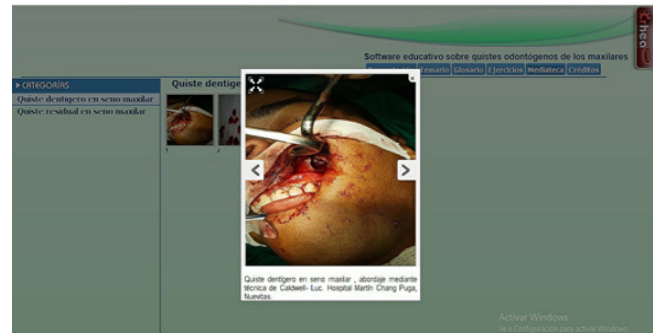 Software educativo sobre quistes odontógenos de los maxilares
Temario Glosario Ejercicios Mediateca Créditos
CATEGORÍAS
Quiste dentígero en seno maxilar
Quiste residual en seno maxilar
Quiste dentíge
1
2
Quiste dentígero en seno maxilar , abordaje mediante
técnica de Caldwell- Luc. Hospital Martín Chang Puga,
Nuevitas.
Activar Windows
Ve a Configuración para activar Windows.